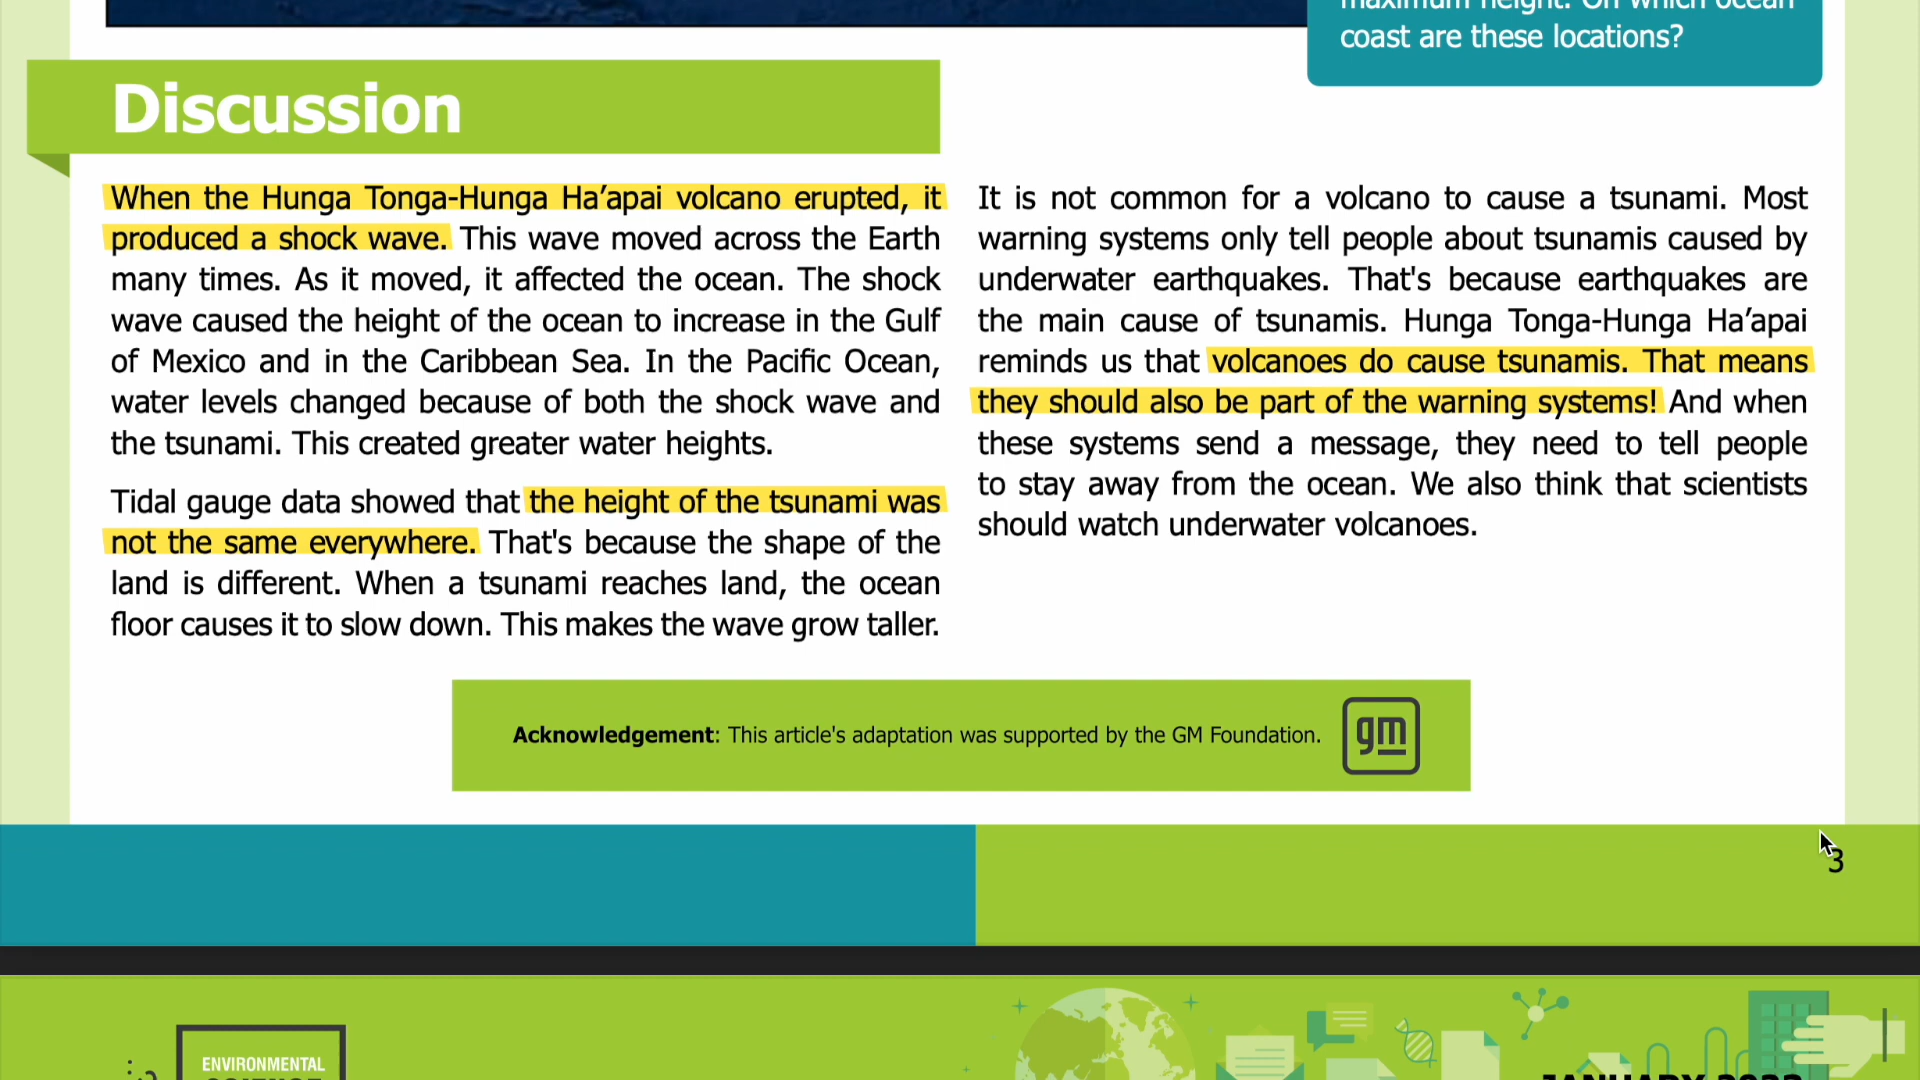 maximum height. On which ocean
coast are these locations?
Discussion
When the Hunga Tonga-Hunga Ha’apai volcano erupted, it
produced a shock wave. This wave moved across the Earth
many times. As it moved, it affected the ocean. The shock
wave caused the height of the ocean to increase in the Gulf
of Mexico and in the Caribbean Sea. In the Pacific Ocean,
water levels changed because of both the shock wave and
the tsunami. This created greater water heights.
Tidal gauge data showed that the height of the tsunami was
not the same everywhere. That's because the shape of the
land is different. When a tsunami reaches land, the ocean
floor causes it to slow down. This makes the wave grow taller.
It is not common for a volcano to cause a tsunami. Most
warning systems only tell people about tsunamis caused by
underwater earthquakes. That's because earthquakes are
the main cause of tsunamis. Hunga Tonga-Hunga Ha’apai
reminds us that volcanoes do cause tsunamis. That means
they should also be part of the warning systems! And when
these systems send a message, they need to tell people
to stay away from the ocean. We also think that scientists
should watch underwater volcanoes.
Acknowledgement: This article's adaptation was supported by the GM Foundation.
gm
3
ENVIRONMENTAL
SCIENCE
JANUARY 2023